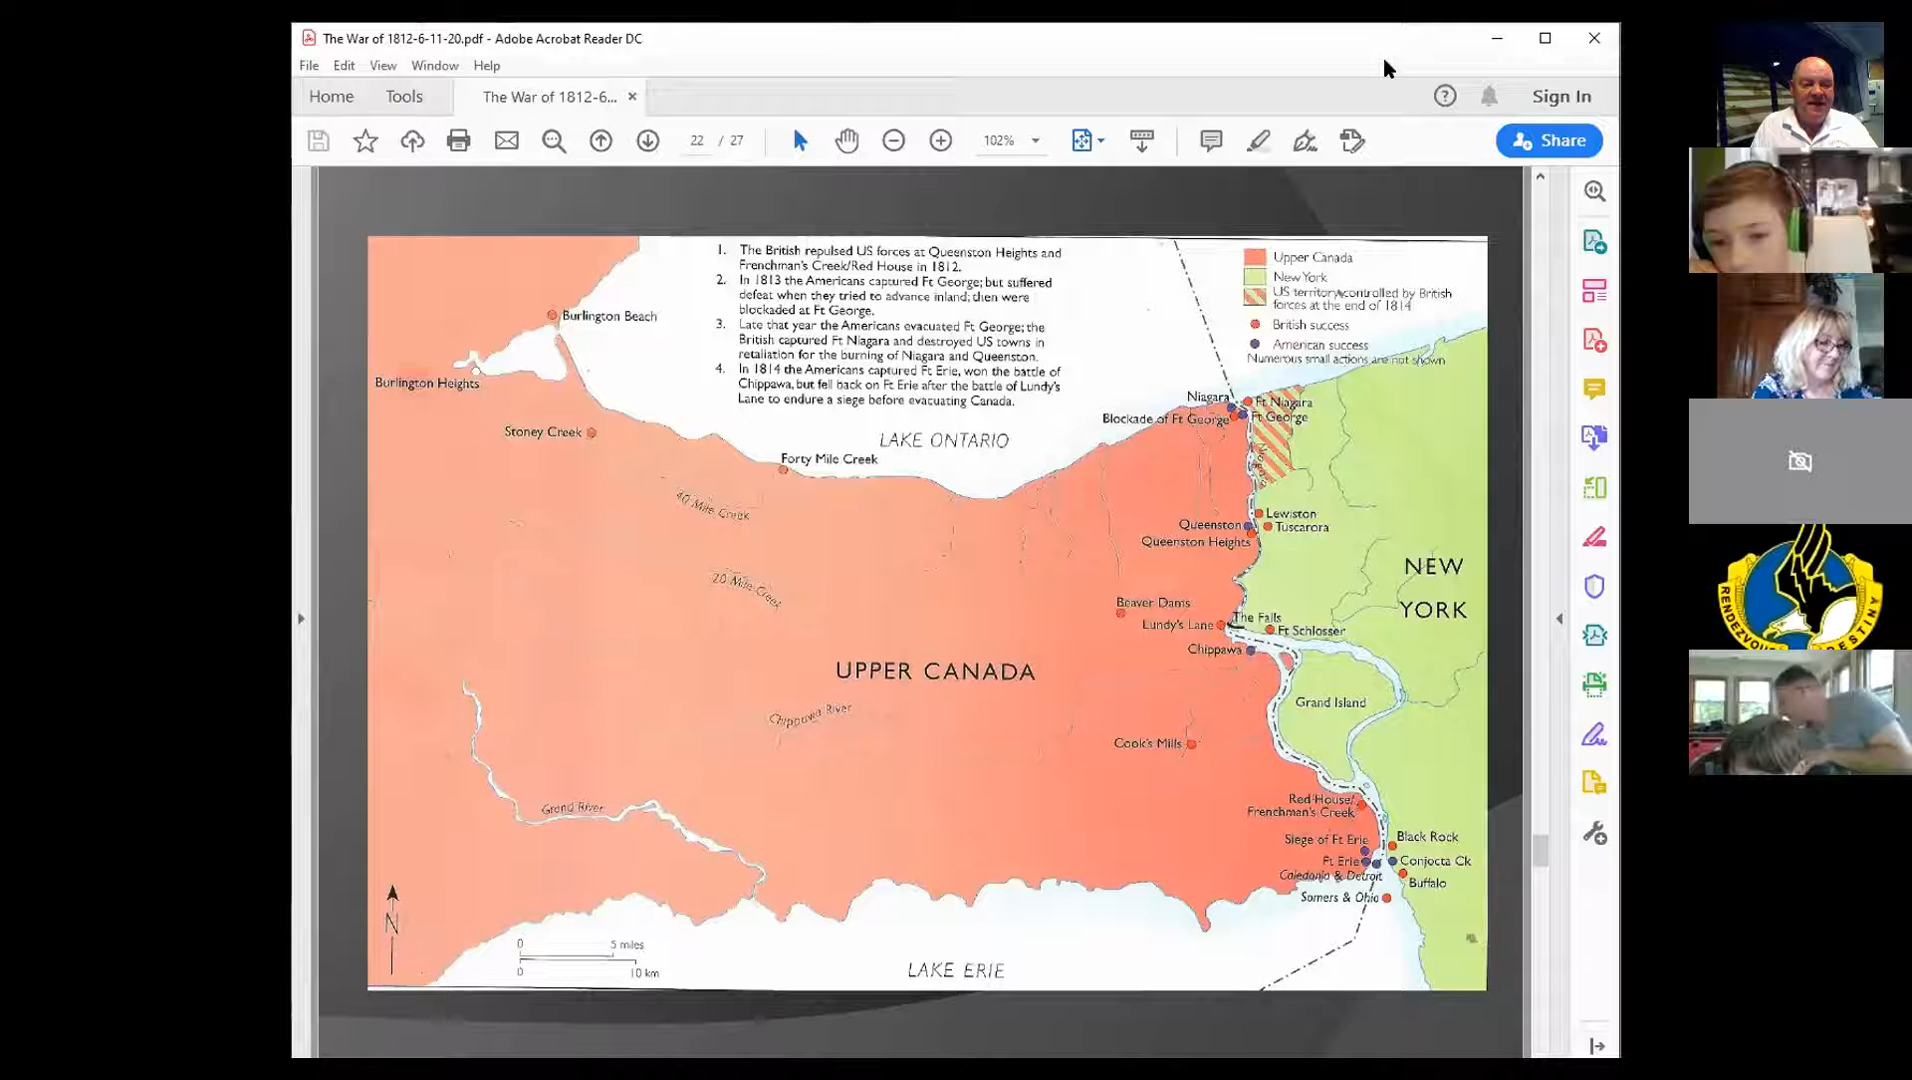 The War of 1812-6-11-20.pdf - Adobe Acrobat Reader DC
File Edit View Window Help
Home Tools The War of 1812-6... × Sign In
22 / 27 102% Share
1. The British repulsed US forces at Queenston Heights and
Frenchman's Creek/Red House in 1812.
2. In 1813 the Americans captured Ft George; but suffered
defeat when they tried to advance inland; then were
blockaded at Ft George.
3. Late that year the Americans evacuated Ft George; the
British captured Ft Niagara and destroyed US towns in
retaliation for the burning of Niagara and Queenston.
4. In 1814 the Americans captured Ft Erie, won the battle of
Chippawa, but fell back on Ft Erie after the battle of Lundy's
Lane to endure a siege before evacuating Canada.
Upper Canada
New York
US territory controlled by British
forces at the end of 1814
British success
American success
Numerous small actions are not shown
Burlington Beach
Burlington Heights
Niagara
Ft Niagara
Blockade of Ft George
Ft George
Stoney Creek
LAKE ONTARIO
Forty Mile Creek
40 Mile Creek
Lewiston
Queenston
Tuscarora
Queenston Heights
NEW
YORK
20 Mile Creek
Beaver Dams
The Falls
Lundy's Lane
Ft Schlosser
Chippawa
UPPER CANADA
Grand Island
Chippawa River
Cook's Mills
Grand River
Red House/
Frenchman's Creek
Siege of Ft Erie
Black Rock
Ft Erie
Conjocta Ck
Caledonia & Detroit
Buffalo
Somers & Ohio
N
0 5 miles
0 10 km
LAKE ERIE
RENDEVOU
ESTINY